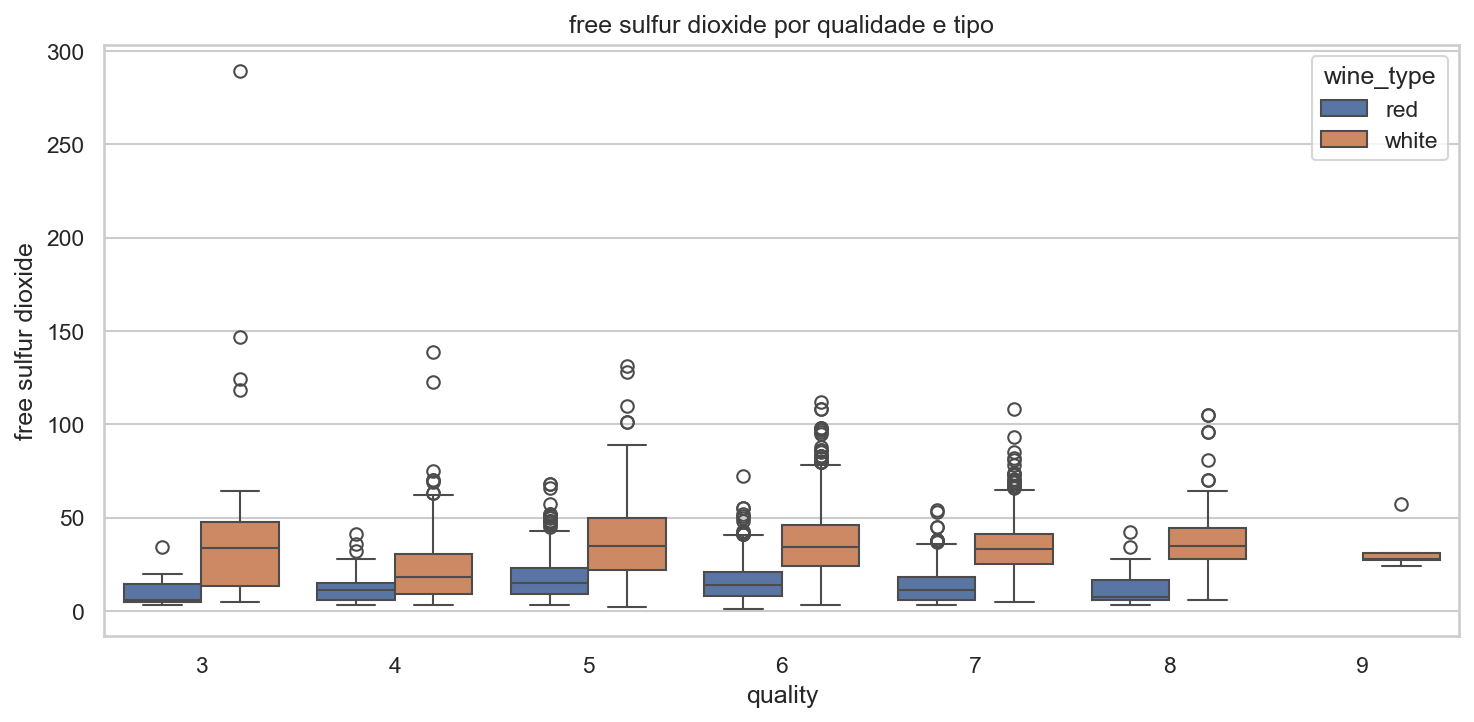 free sulfur dioxide por qualidade e tipo
wine_type
red
white
300
250
200
150
100
50
0
free sulfur dioxide
3 4 5 6 7 8 9
quality